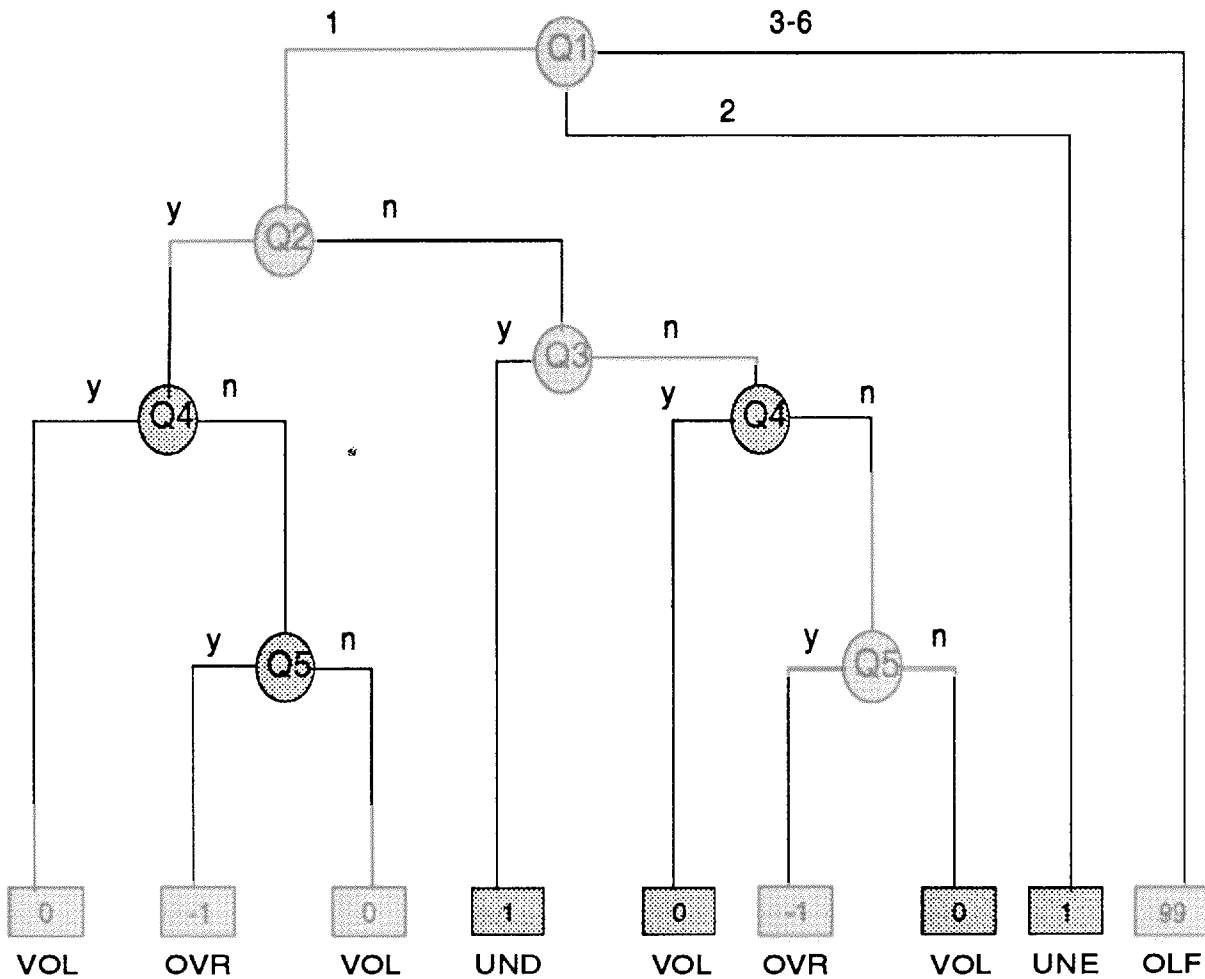 1 Q1 3-6
2
y Q2 n
y Q3 n
y Q4 n y Q4 n
y Q5 n y Q5 n
0 -1 0 1 0 -1 0 1 99
VOL OVR VOL UND VOL OVR VOL UNE OLF